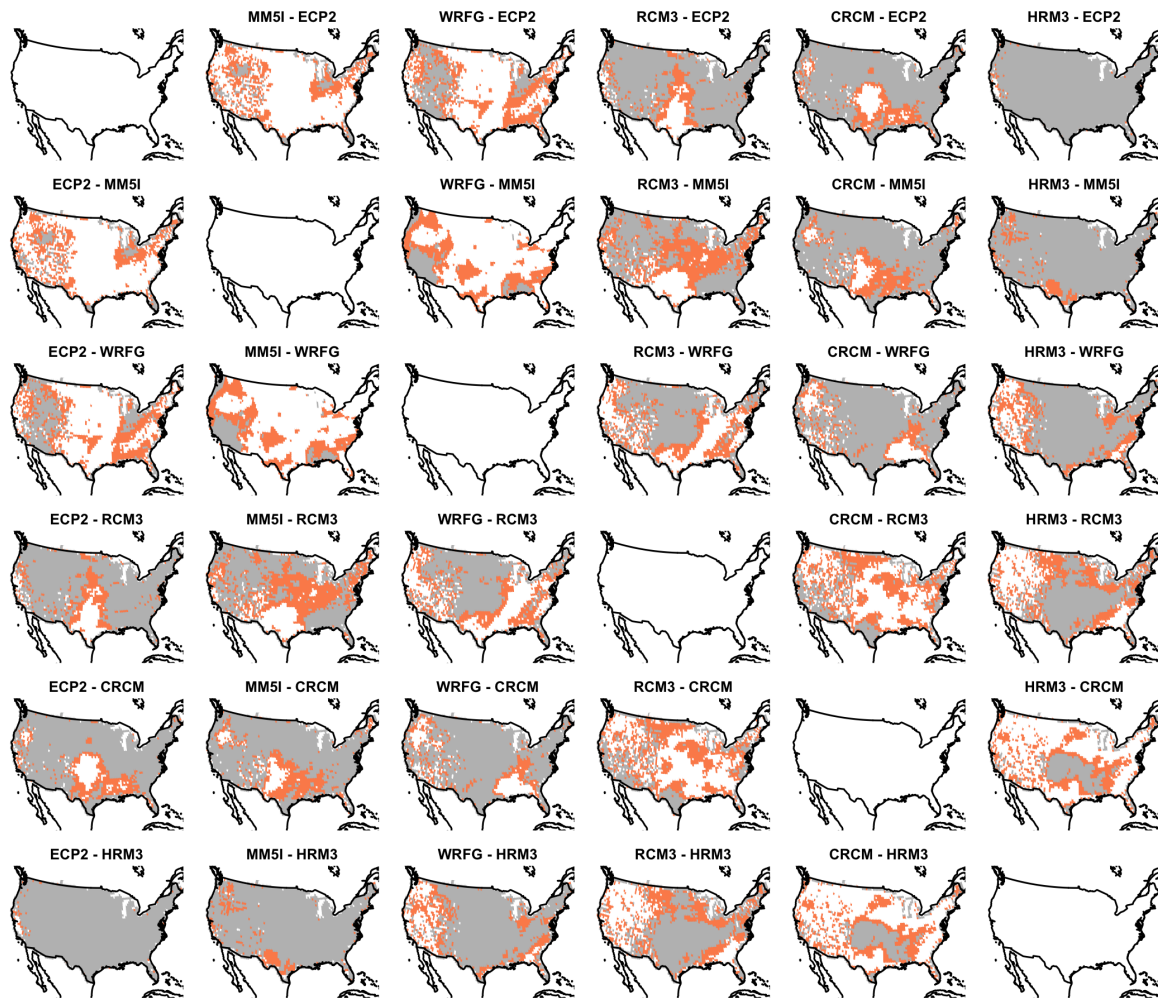 MM5I - ECP2
WRFG - ECP2
RCM3 - ECP2
CRCM - ECP2
HRM3 - ECP2
ECP2 - MM5I
WRFG - MM5I
RCM3 - MM5I
CRCM - MM5I
HRM3 - MM5I
ECP2 - WRFG
MM5I - WRFG
RCM3 - WRFG
CRCM - WRFG
HRM3 - WRFG
ECP2 - RCM3
MM5I - RCM3
WRFG - RCM3
CRCM - RCM3
HRM3 - RCM3
ECP2 - CRCM
MM5I - CRCM
WRFG - CRCM
RCM3 - CRCM
HRM3 - CRCM
ECP2 - HRM3
MM5I - HRM3
WRFG - HRM3
RCM3 - HRM3
CRCM - HRM3